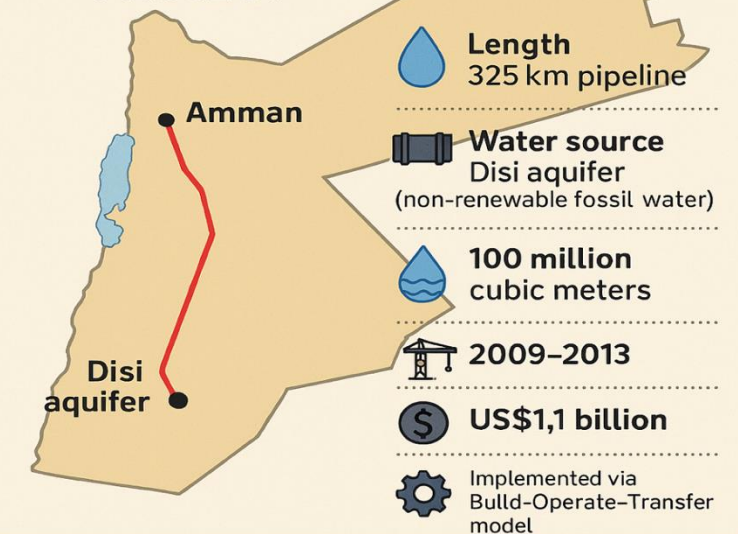 Amman
Disi
aquifer
Length
325 km pipeline
Water source
Disi aquifer
(non-renewable fossil water)
100 million
cubic meters
2009–2013
$
US$1,1 billion
Implemented via
Bulld-Operate–Transfer
model